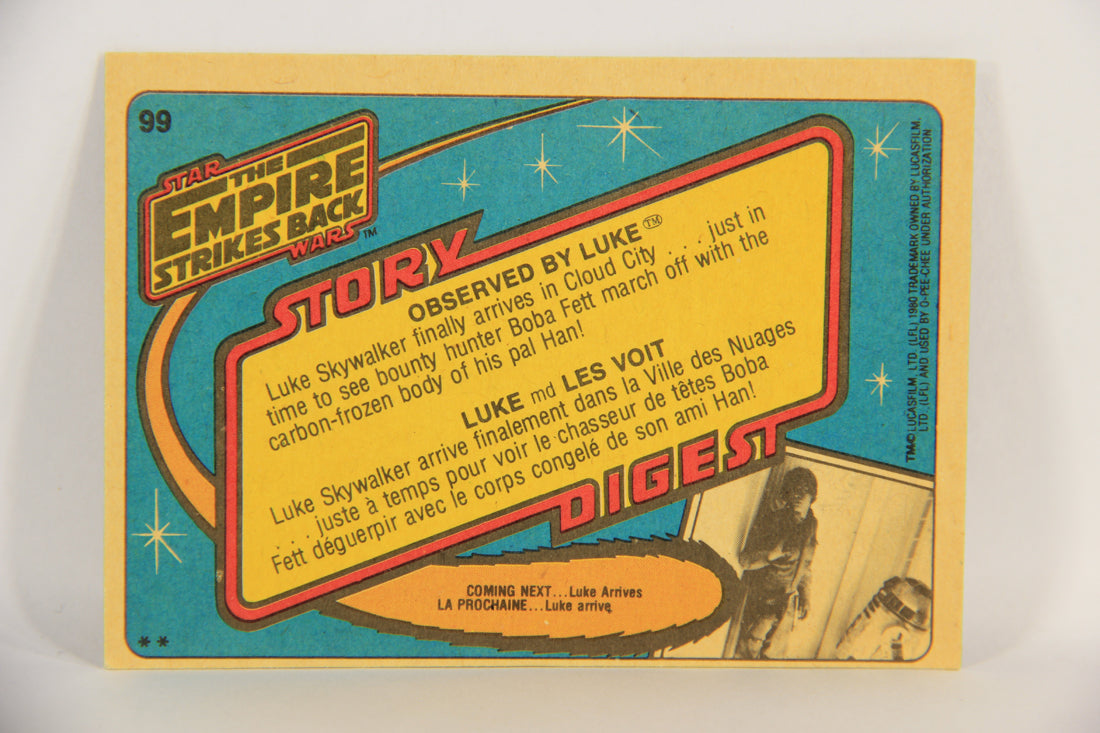 99
STAR
THE
EMPIRE
STRIKES BACK
WARS™
STORY
OBSERVED BY LUKE™
Luke Skywalker finally arrives in Cloud City . . . just in
time to see bounty hunter Boba Fett march off with the
carbon-frozen body of his pal Han!
LUKE md LES VOIT
Luke Skywalker arrive finalement dans la Ville des Nuages
. . . juste à temps pour voir le chasseur de têtes Boba
Fett déguerpir avec le corps congelé de son ami Han!
DIGEST
COMING NEXT...Luke Arrives
LA PROCHAINE...Luke arrive
**
TM:© LUCASFILM, LTD. (LFL) 1980 TRADEMARK OWNED BY LUCASFILM,
LTD. (LFL) AND USED BY O-PEE-CHEE UNDER AUTHORIZATION